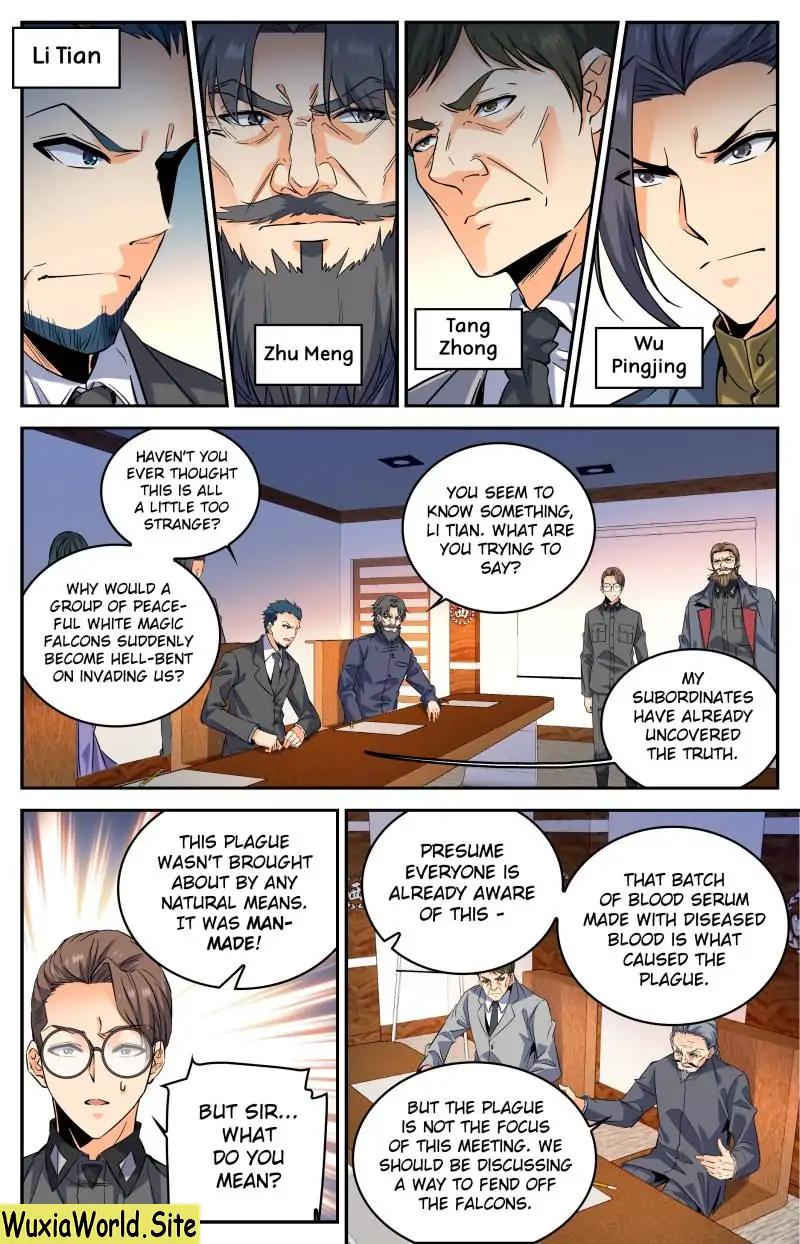 Li Tian
Zhu Meng
Tang
Zhong
Wu
Pingjing
HAVEN'T YOU
EVER THOUGHT
THIS IS ALL
A LITTLE TOO
STRANGE?
WHY WOULD A
GROUP OF PEACE-
FUL WHITE MAGIC
FALCONS SUDDENLY
BECOME HELL-BENT
ON INVADING US?
YOU SEEM TO
KNOW SOMETHING,
LI TIAN. WHAT ARE
YOU TRYING TO
SAY?
西
MY
SUBORDINATES
HAVE ALREADY
UNCOVERED
THE TRUTH.
THIS PLAGUE
WASN'T BROUGHT
ABOUT BY ANY
NATURAL MEANS.
IT WAS MAN-
MADE!
BUT SIR...
WHAT
DO YOU
MEAN?
PRESUME
EVERYONE IS
ALREADY AWARE
OF THIS -
西
THAT BATCH
OF BLOOD SERUM
MADE WITH DISEASED
BLOOD IS WHAT
CAUSED THE
PLAGUE.
BUT THE PLAGUE
IS NOT THE FOCUS
OF THIS MEETING. WE
SHOULD BE DISCUSSING
A WAY TO FEND OFF
THE FALCONS.
WuxiaWorld.Site